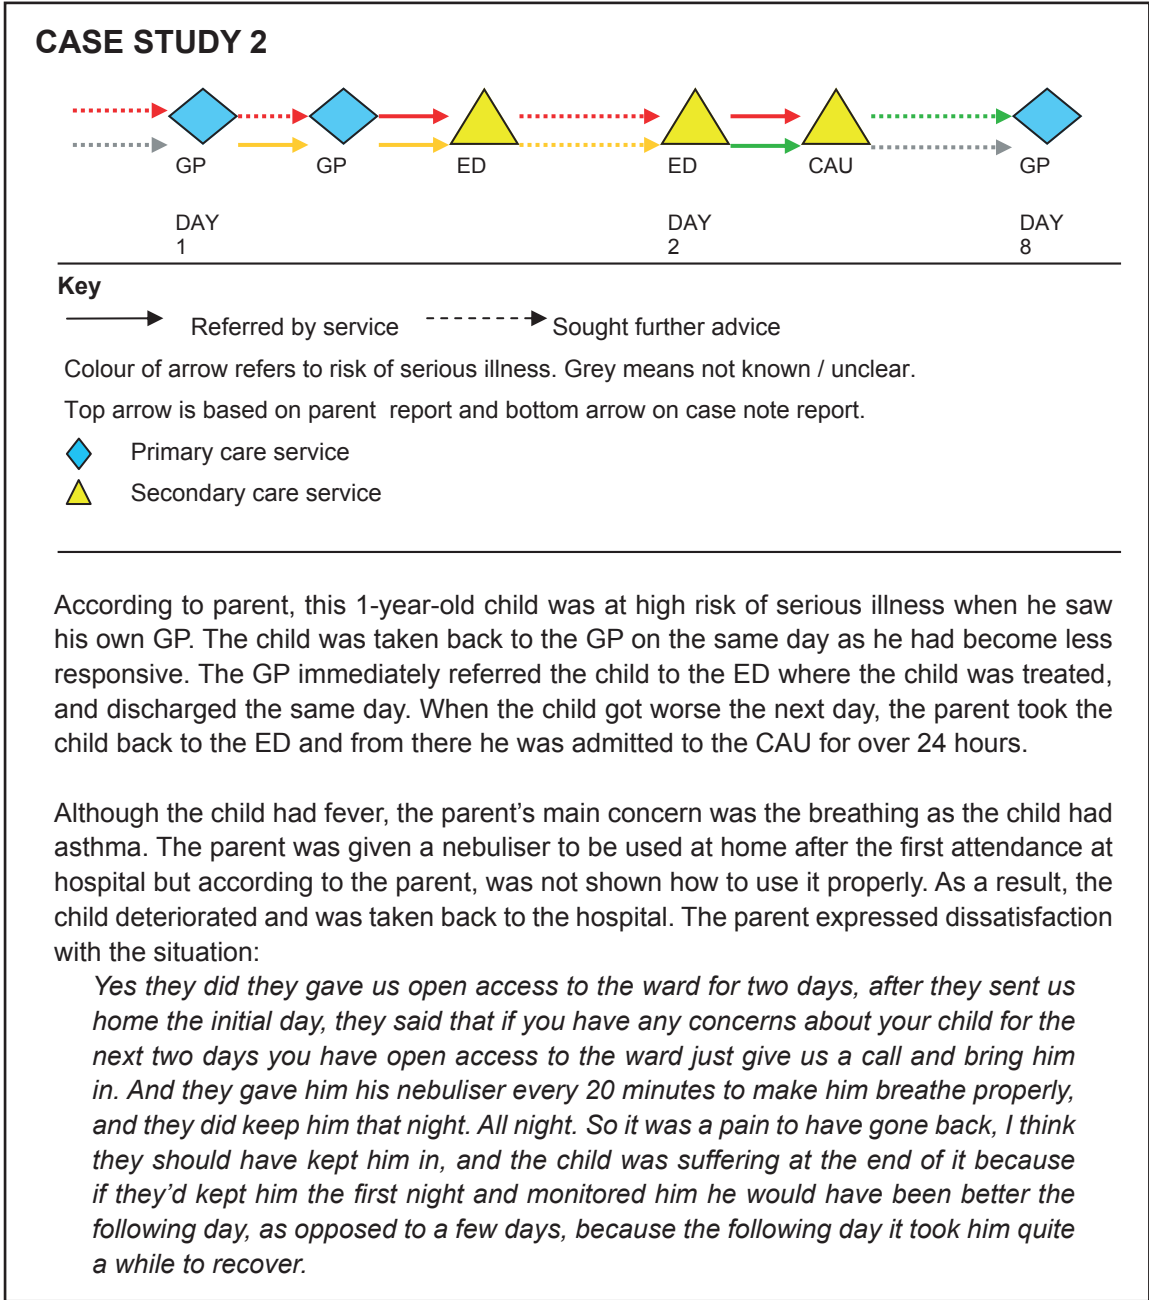 CASE STUDY 2
GP GP ED ED CAU GP
DAY DAY DAY
1 2 8
Key
Referred by service Sought further advice
Colour of arrow refers to risk of serious illness. Grey means not known / unclear.
Top arrow is based on parent report and bottom arrow on case note report.
Primary care service
Secondary care service
According to parent, this 1-year-old child was at high risk of serious illness when he saw
his own GP. The child was taken back to the GP on the same day as he had become less
responsive. The GP immediately referred the child to the ED where the child was treated,
and discharged the same day. When the child got worse the next day, the parent took the
child back to the ED and from there he was admitted to the CAU for over 24 hours.
Although the child had fever, the parent's main concern was the breathing as the child had
asthma. The parent was given a nebuliser to be used at home after the first attendance at
hospital but according to the parent, was not shown how to use it properly. As a result, the
child deteriorated and was taken back to the hospital. The parent expressed dissatisfaction
with the situation:
Yes they did they gave us open access to the ward for two days, after they sent us
home the initial day, they said that if you have any concerns about your child for the
next two days you have open access to the ward just give us a call and bring him
in. And they gave him his nebuliser every 20 minutes to make him breathe properly,
and they did keep him that night. All night. So it was a pain to have gone back, I think
they should have kept him in, and the child was suffering at the end of it because
if they'd kept him the first night and monitored him he would have been better the
following day, as opposed to a few days, because the following day it took him quite
a while to recover.